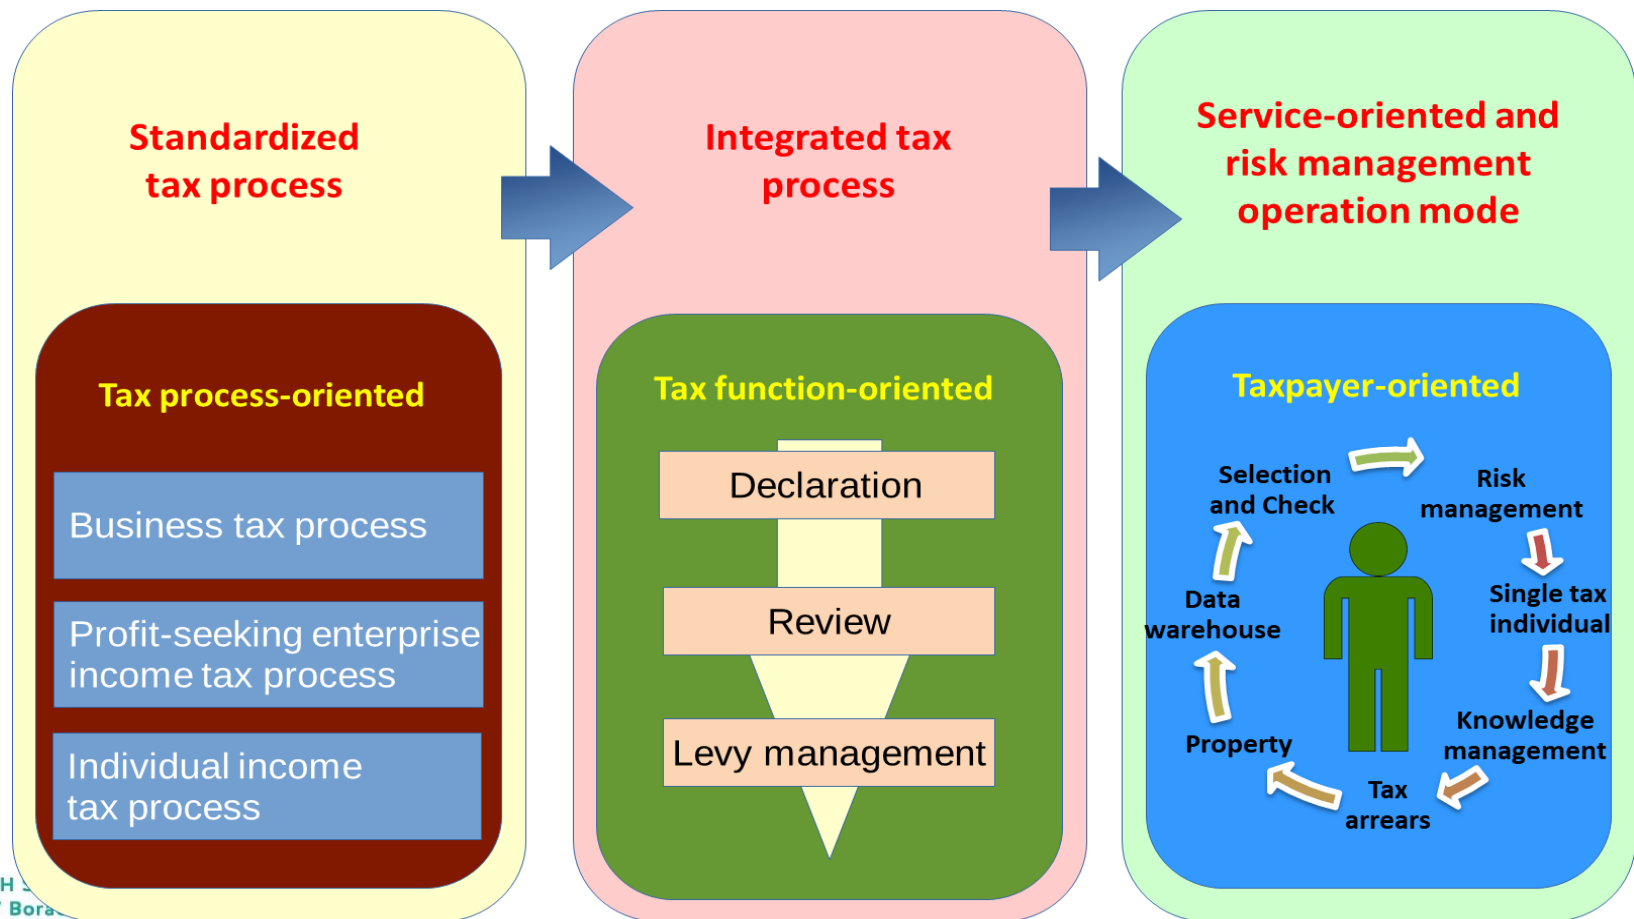 Standardized
tax process
Tax process-oriented
Business tax process
Profit-seeking enterprise
income tax process
Individual income
tax process
Integrated tax
process
Tax function-oriented
Declaration
Review
Levy management
Service-oriented and
risk management
operation mode
Taxpayer-oriented
Selection
and Check
Risk
management
Single tax
individual
Knowledge
management
Tax
arrears
Property
Data
warehouse